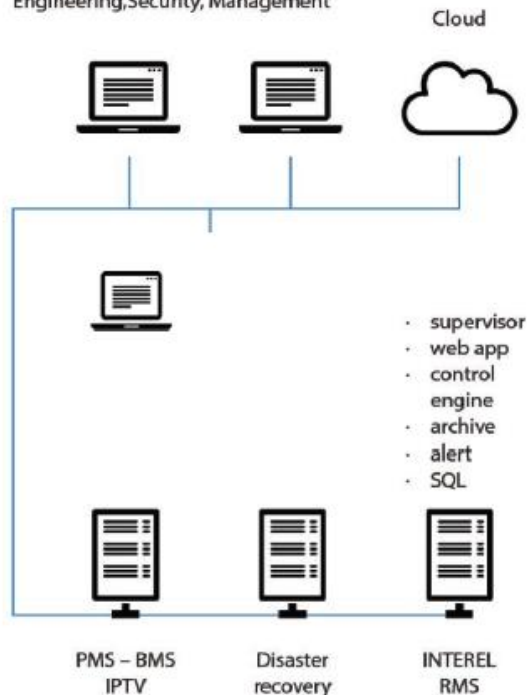 Engineering,Security, Management
Cloud
· supervisor
· web app
· control
engine
· archive
· alert
· SQL
PMS – BMS
IPTV
Disaster
recovery
INTEREL
RMS